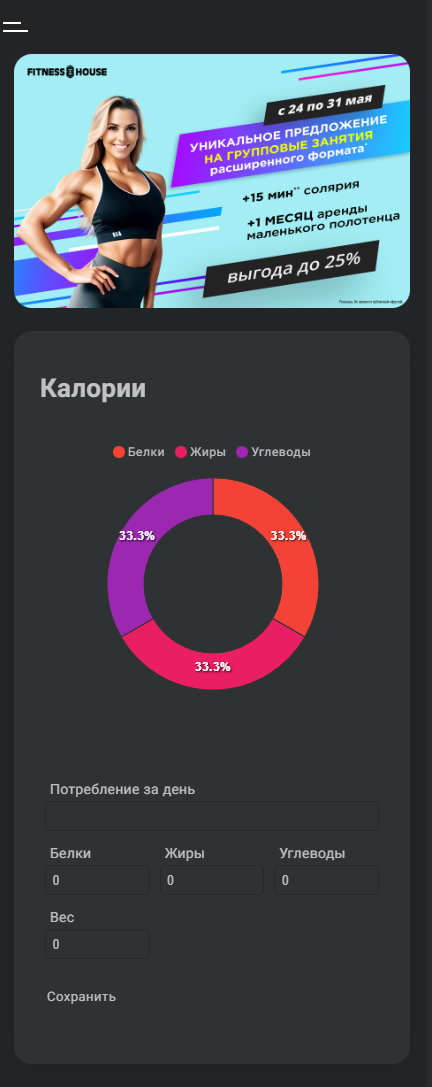 FITNESS HOUSE
с 24 по 31 мая
УНИКАЛЬНОЕ ПРЕДЛОЖЕНИЕ
НА ГРУППОВЫЕ ЗАНЯТИЯ
расширенного формата*
+15 мин** солярия
+1 МЕСЯЦ аренды
маленького полотенца
выгода до 25%
Калории
Белки Жиры Углеводы
33.3% 33.3%
33.3%
Потребление за день
Белки Жиры Углеводы
0 0 0
Вес
0
Сохранить